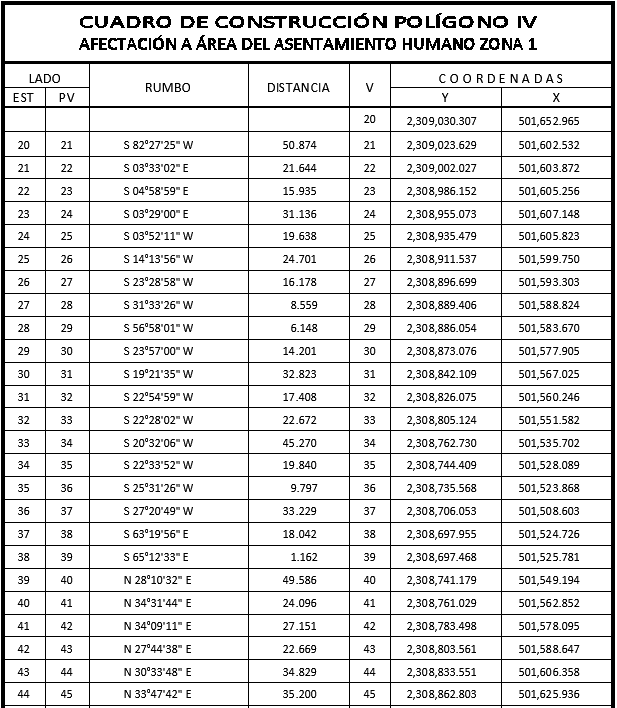 CUADRO DE CONSTRUCCIÓN POLÍGONO IV
AFECTACIÓN A ÁREA DEL ASENTAMIENTO HUMANO ZONA 1
LADO RUMBO DISTANCIA V COORDENADAS
EST PV Y X
20 2,309,030.307 501,652.965
20 21 S 82°27'25" W 50.874 21 2,309,023.629 501,602.532
21 22 S 03°33'02" E 21.644 22 2,309,002.027 501,603.872
22 23 S 04°58'59" E 15.935 23 2,308,986.152 501,605.256
23 24 S 03°29'00" E 31.136 24 2,308,955.073 501,607.148
24 25 S 03°52'11" W 19.638 25 2,308,935.479 501,605.823
25 26 S 14°13'56" W 24.701 26 2,308,911.537 501,599.750
26 27 S 23°28'58" W 16.178 27 2,308,896.699 501,593.303
27 28 S 31°33'26" W 8.559 28 2,308,889.406 501,588.824
28 29 S 56°58'01" W 6.148 29 2,308,886.054 501,583.670
29 30 S 23°57'00" W 14.201 30 2,308,873.076 501,577.905
30 31 S 19°21'35" W 32.823 31 2,308,842.109 501,567.025
31 32 S 22°54'59" W 17.408 32 2,308,826.075 501,560.246
32 33 S 22°28'02" W 22.672 33 2,308,805.124 501,551.582
33 34 S 20°32'06" W 45.270 34 2,308,762.730 501,535.702
34 35 S 22°33'52" W 19.840 35 2,308,744.409 501,528.089
35 36 S 25°31'26" W 9.797 36 2,308,735.568 501,523.868
36 37 S 27°20'49" W 33.229 37 2,308,706.053 501,508.603
37 38 S 63°19'56" E 18.042 38 2,308,697.955 501,524.726
38 39 S 65°12'33" E 1.162 39 2,308,697.468 501,525.781
39 40 N 28°10'32" E 49.586 40 2,308,741.179 501,549.194
40 41 N 34°31'44" E 24.096 41 2,308,761.029 501,562.852
41 42 N 34°09'11" E 27.151 42 2,308,783.498 501,578.095
42 43 N 27°44'38" E 22.669 43 2,308,803.561 501,588.647
43 44 N 30°33'48" E 34.829 44 2,308,833.551 501,606.358
44 45 N 33°47'42" E 35.200 45 2,308,862.803 501,625.936